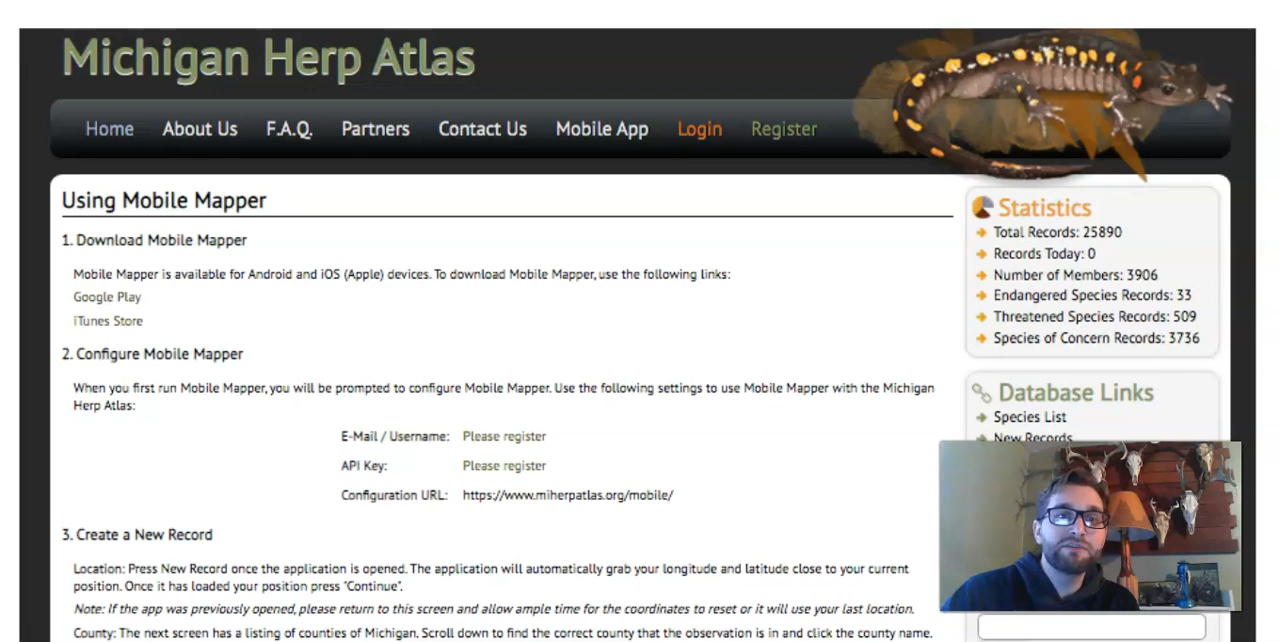 Michigan Herp Atlas
Home About Us F.A.Q. Partners Contact Us Mobile App Login Register
Using Mobile Mapper
1. Download Mobile Mapper
Mobile Mapper is available for Android and iOS (Apple) devices. To download Mobile Mapper, use the following links:
Google Play
iTunes Store
2. Configure Mobile Mapper
When you first run Mobile Mapper, you will be prompted to configure Mobile Mapper. Use the following settings to use Mobile Mapper with the Michigan
Herp Atlas:
E-Mail / Username: Please register
API Key: Please register
Configuration URL: https://www.miherpatlas.org/mobile/
3. Create a New Record
Location: Press New Record once the application is opened. The application will automatically grab your longitude and latitude close to your current
position. Once it has loaded your position press "Continue".
Note: If the app was previously opened, please return to this screen and allow ample time for the coordinates to reset or it will use your last location.
County: The next screen has a listing of counties of Michigan. Scroll down to find the correct county that the observation is in and click the county name.
Statistics
Total Records: 25890
Records Today: 0
Number of Members: 3906
Endangered Species Records: 33
Threatened Species Records: 509
Species of Concern Records: 3736
Database Links
Species List
New Records